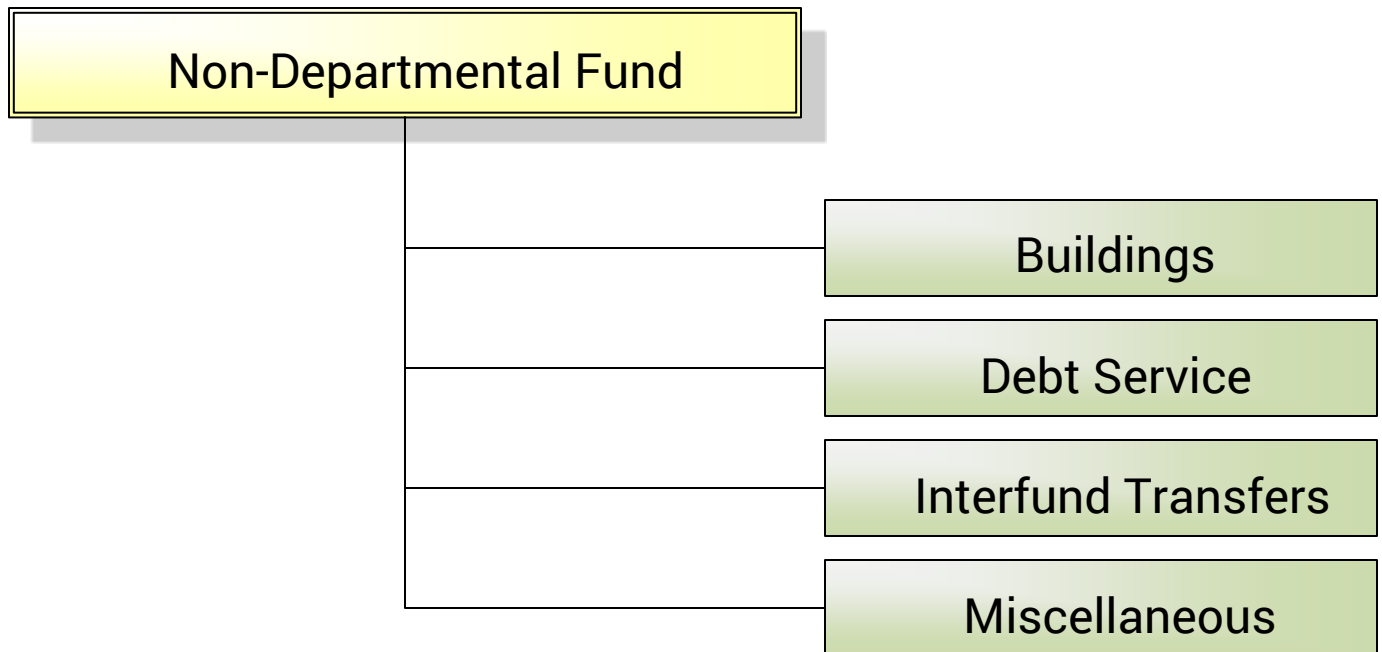 Non-Departmental Fund
Buildings
Debt Service
Interfund Transfers
Miscellaneous